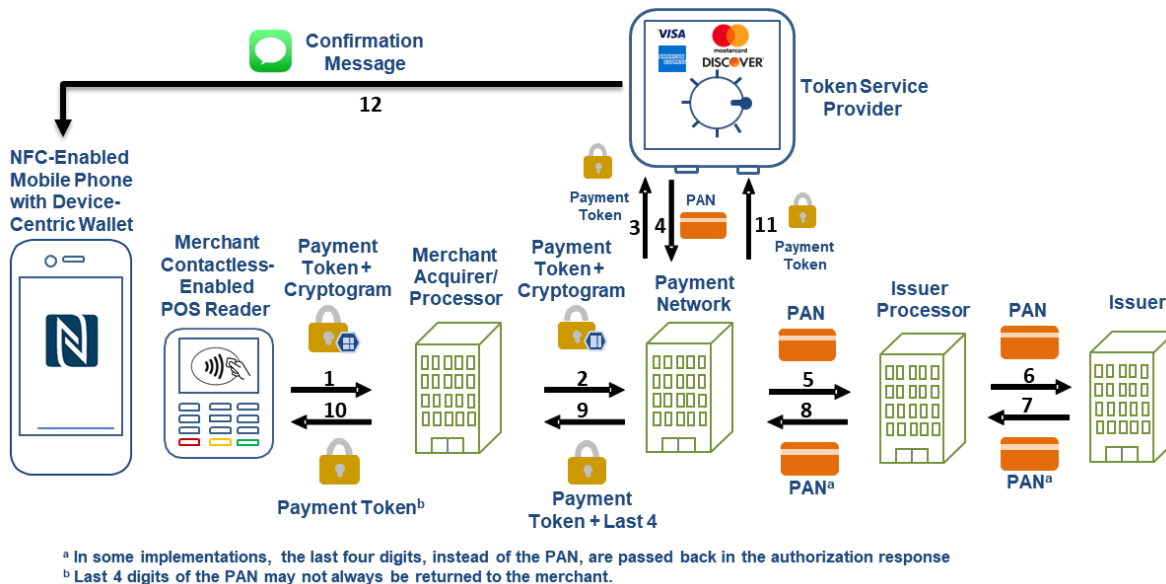 Confirmation
Message
12
VISA
mastercard
AMERICAN
EXPRESS
DISCOVER
Token Service
Provider
NFC-Enabled
Mobile Phone
with Device-
Centric Wallet
Merchant
Contactless-
Enabled
POS Reader
Payment
Token +
Cryptogram
1
10
Payment Tokenᵇ
Merchant
Acquirer/
Processor
Payment
Token +
Cryptogram
2
9
Payment
Token + Last 4
Payment
Token
3
4
PAN
11
Payment
Token
Payment
Network
PAN
5
8
PANᵃ
Issuer
Processor
PAN
6
7
PANᵃ
Issuer
ᵃ In some implementations, the last four digits, instead of the PAN, are passed back in the authorization response
ᵇ Last 4 digits of the PAN may not always be returned to the merchant.